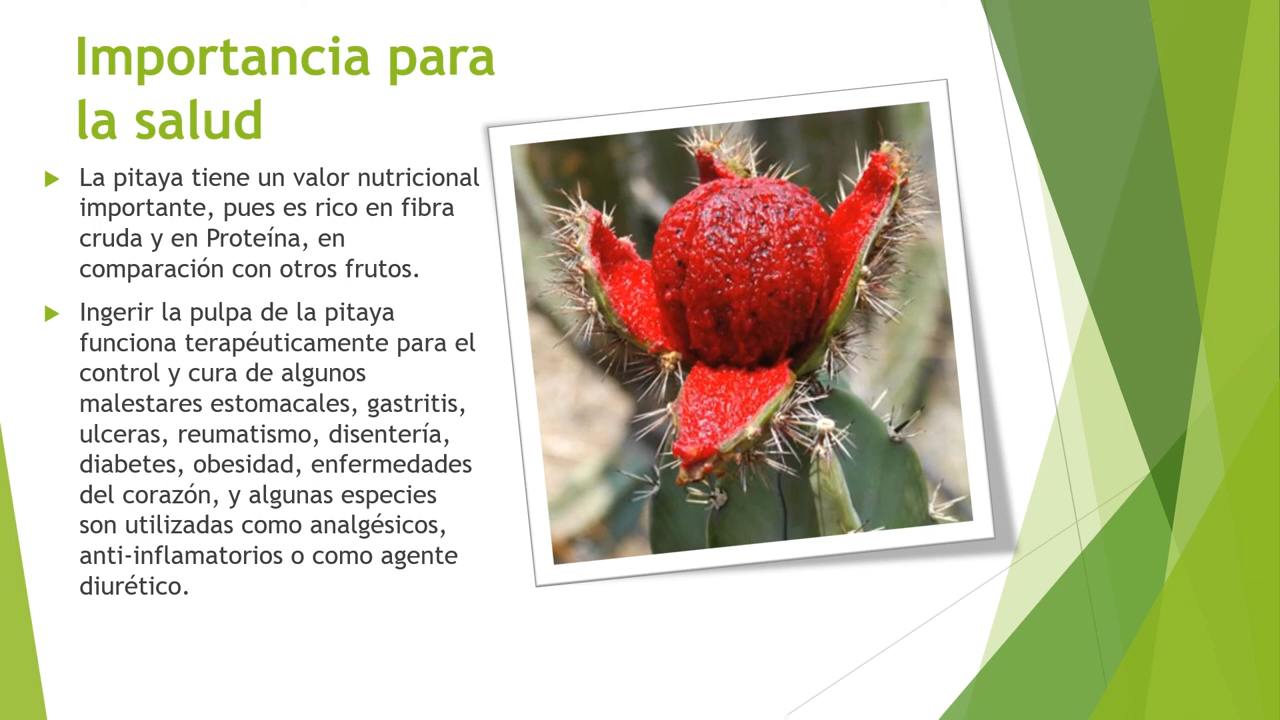 Importancia para
la salud
La pitaya tiene un valor nutricional
importante, pues es rico en fibra
cruda y en Proteína, en
comparación con otros frutos.
Ingerir la pulpa de la pitaya
funciona terapéuticamente para el
control y cura de algunos
malestares estomacales, gastritis,
ulceras, reumatismo, disentería,
diabetes, obesidad, enfermedades
del corazón, y algunas especies
son utilizadas como analgésicos,
anti-inflamatorios o como agente
diurético.